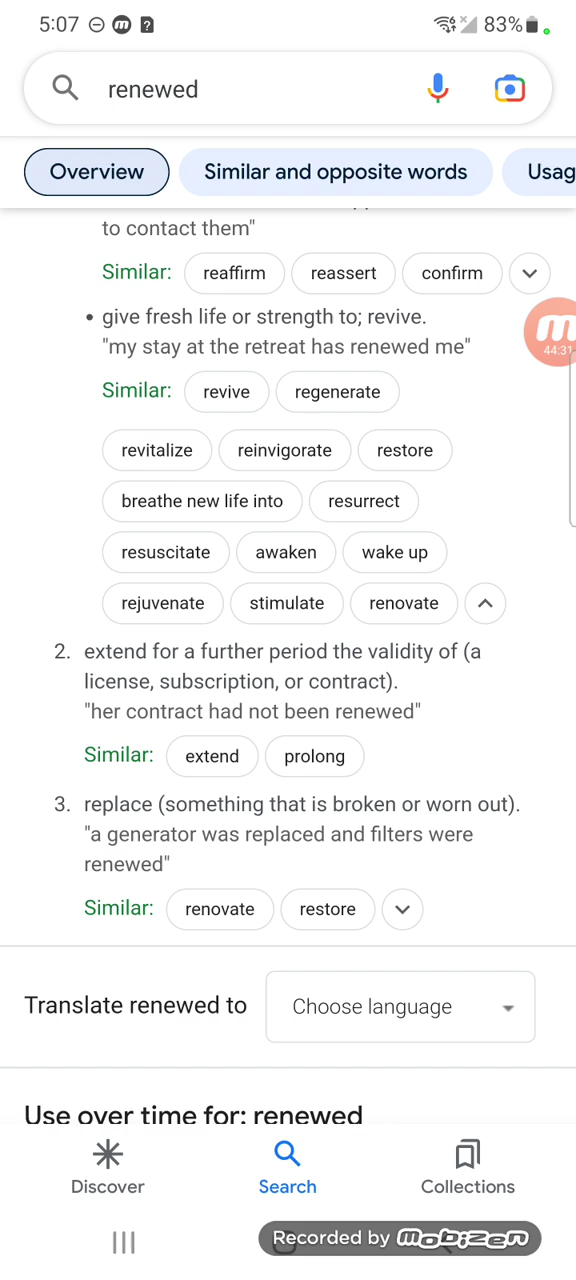 5:07 83%
renewed
Overview Similar and opposite words Usag
to contact them"
Similar: reaffirm reassert confirm
• give fresh life or strength to; revive.
"my stay at the retreat has renewed me"
44:31
Similar: revive regenerate
revitalize reinvigorate restore
breathe new life into resurrect
resuscitate awaken wake up
rejuvenate stimulate renovate
2. extend for a further period the validity of (a
license, subscription, or contract).
"her contract had not been renewed"
Similar: extend prolong
3. replace (something that is broken or worn out).
"a generator was replaced and filters were
renewed"
Similar: renovate restore
Translate renewed to Choose language
Use over time for: renewed
Discover Search Collections
Recorded by mobizen